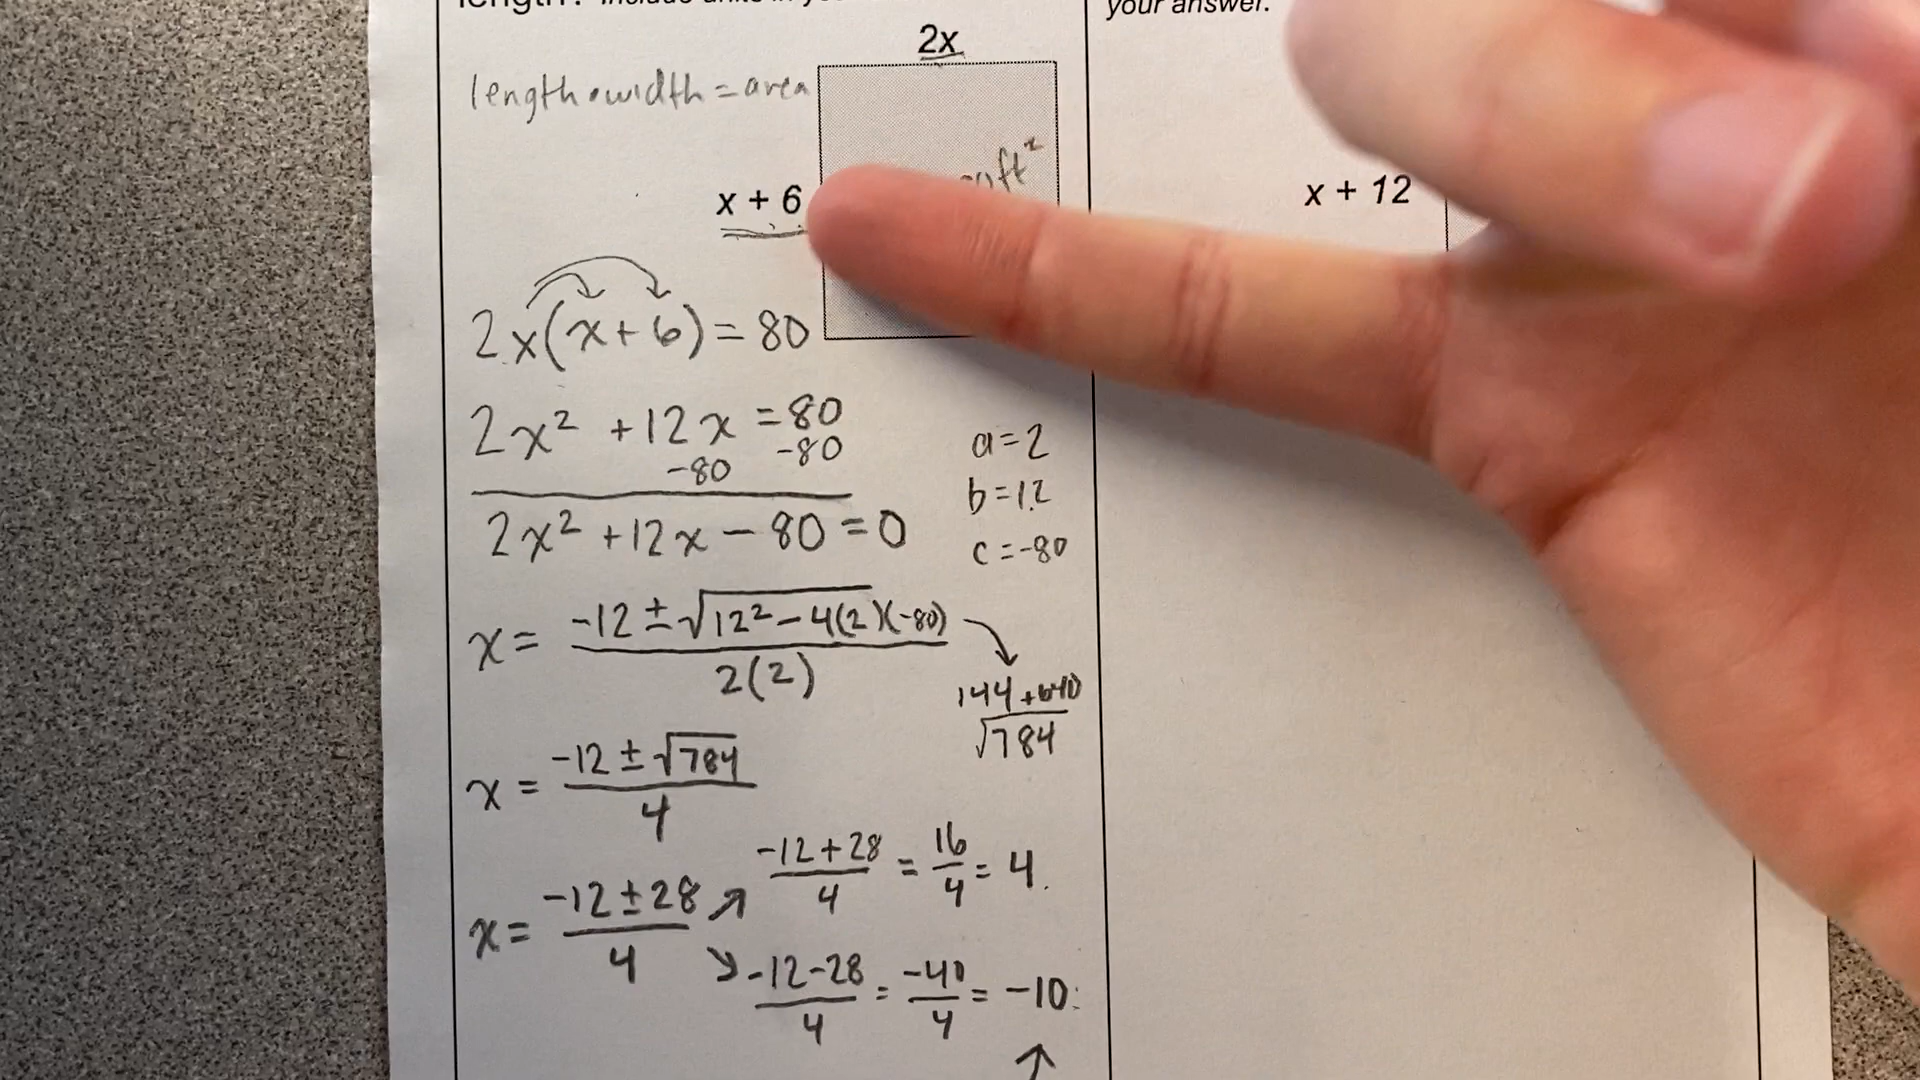 your answer.
2x
length • width = area
ft²
x + 6
x + 12
2x(x+6) = 80
2x² +12x = 80
-80 -80
2x² +12x - 80 = 0
a=2
b=12
c=-80
x = -12 ± √12² - 4(2)(-80) / 2(2)
144 +640
√784
x = -12 ± √784 / 4
x = -12 ± 28 / 4
-12+28 / 4 = 16 / 4 = 4
-12-28 / 4 = -40 / 4 = -10